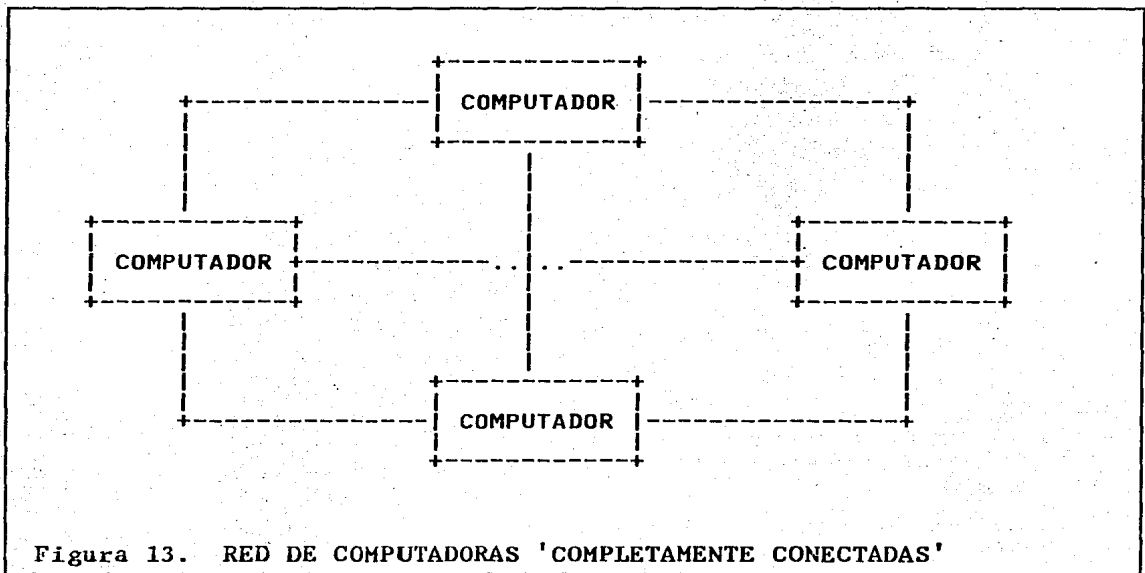 COMPUTADOR
COMPUTADOR COMPUTADOR
COMPUTADOR
Figura 13. RED DE COMPUTADORAS 'COMPLETAMENTE CONECTADAS'